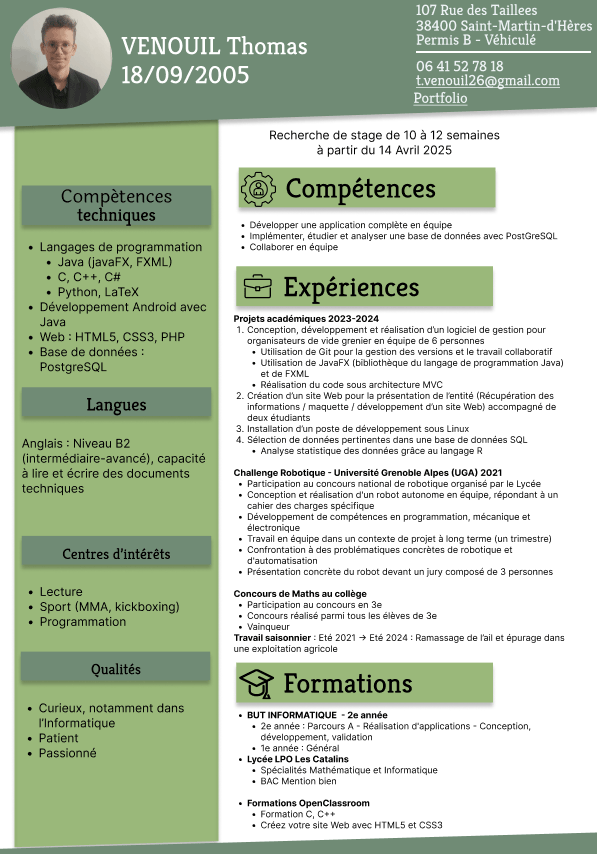 VENOUIL Thomas
18/09/2005
107 Rue des Taillees
38400 Saint-Martin-d'Hères
Permis B - Véhiculé
06 41 52 78 18
t.venouil26@gmail.com
Portfolio
Compètences
techniques
• Langages de programmation
• Java (javaFX, FXML)
• C, C++, C#
• Python, LaTeX
• Développement Android avec
Java
• Web : HTML5, CSS3, PHP
• Base de données :
PostgreSQL
Langues
Anglais : Niveau B2
(intermédiaire-avancé), capacité
à lire et écrire des documents
techniques
Centres d'intérêts
• Lecture
• Sport (MMA, kickboxing)
• Programmation
Qualités
• Curieux, notamment dans
l'Informatique
• Patient
• Passionné
Recherche de stage de 10 à 12 semaines
à partir du 14 Avril 2025
Compétences
• Développer une application complète en équipe
• Implémenter, étudier et analyser une base de données avec PostGreSQL
• Collaborer en équipe
Expériences
Projets académiques 2023-2024
1. Conception, développement et réalisation d'un logiciel de gestion pour
organisateurs de vide grenier en équipe de 6 personnes
• Utilisation de Git pour la gestion des versions et le travail collaboratif
• Utilisation de JavaFX (bibliothèque du langage de programmation Java)
et de FXML
• Réalisation du code sous architecture MVC
2. Création d'un site Web pour la présentation de l'entité (Récupération des
informations / maquette / développement d'un site Web) accompagné de
deux étudiants
3. Installation d'un poste de développement sous Linux
4. Sélection de données pertinentes dans une base de données SQL
• Analyse statistique des données grâce au langage R
Challenge Robotique - Université Grenoble Alpes (UGA) 2021
• Participation au concours national de robotique organisé par le Lycée
• Conception et réalisation d'un robot autonome en équipe, répondant à un
cahier des charges spécifique
• Développement de compétences en programmation, mécanique et
électronique
• Travail en équipe dans un contexte de projet à long terme (un trimestre)
• Confrontation à des problématiques concrètes de robotique et
d'automatisation
• Présentation concrète du robot devant un jury composé de 3 personnes
Concours de Maths au collège
• Participation au concours en 3e
• Concours réalisé parmi tous les élèves de 3e
• Vainqueur
Travail saisonnier : Eté 2021 → Eté 2024 : Ramassage de l'ail et épurage dans
une exploitation agricole
Formations
• BUT INFORMATIQUE - 2e année
• 2e année : Parcours A - Réalisation d'applications - Conception,
développement, validation
• 1e année : Général
• Lycée LPO Les Catalins
• Spécialités Mathématique et Informatique
• BAC Mention bien
• Formations OpenClassroom
• Formation C, C++
• Créez votre site Web avec HTML5 et CSS3